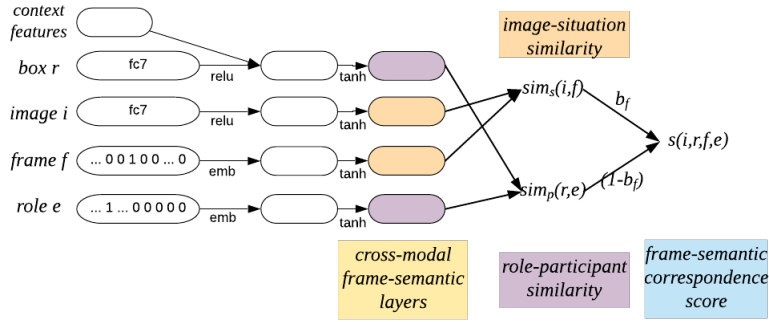 context
features
box r
fc7
relu
tanh
image i
fc7
relu
tanh
frame f
... 0 0 1 0 0 ... 0
emb
tanh
role e
... 1 ... 0 0 0 0 0
emb
tanh
image-situation
similarity
simₛ(i,f)
b_f
s(i,r,f,e)
simₚ(r,e)
(1-b_f)
cross-modal
frame-semantic
layers
role-participant
similarity
frame-semantic
correspondence
score